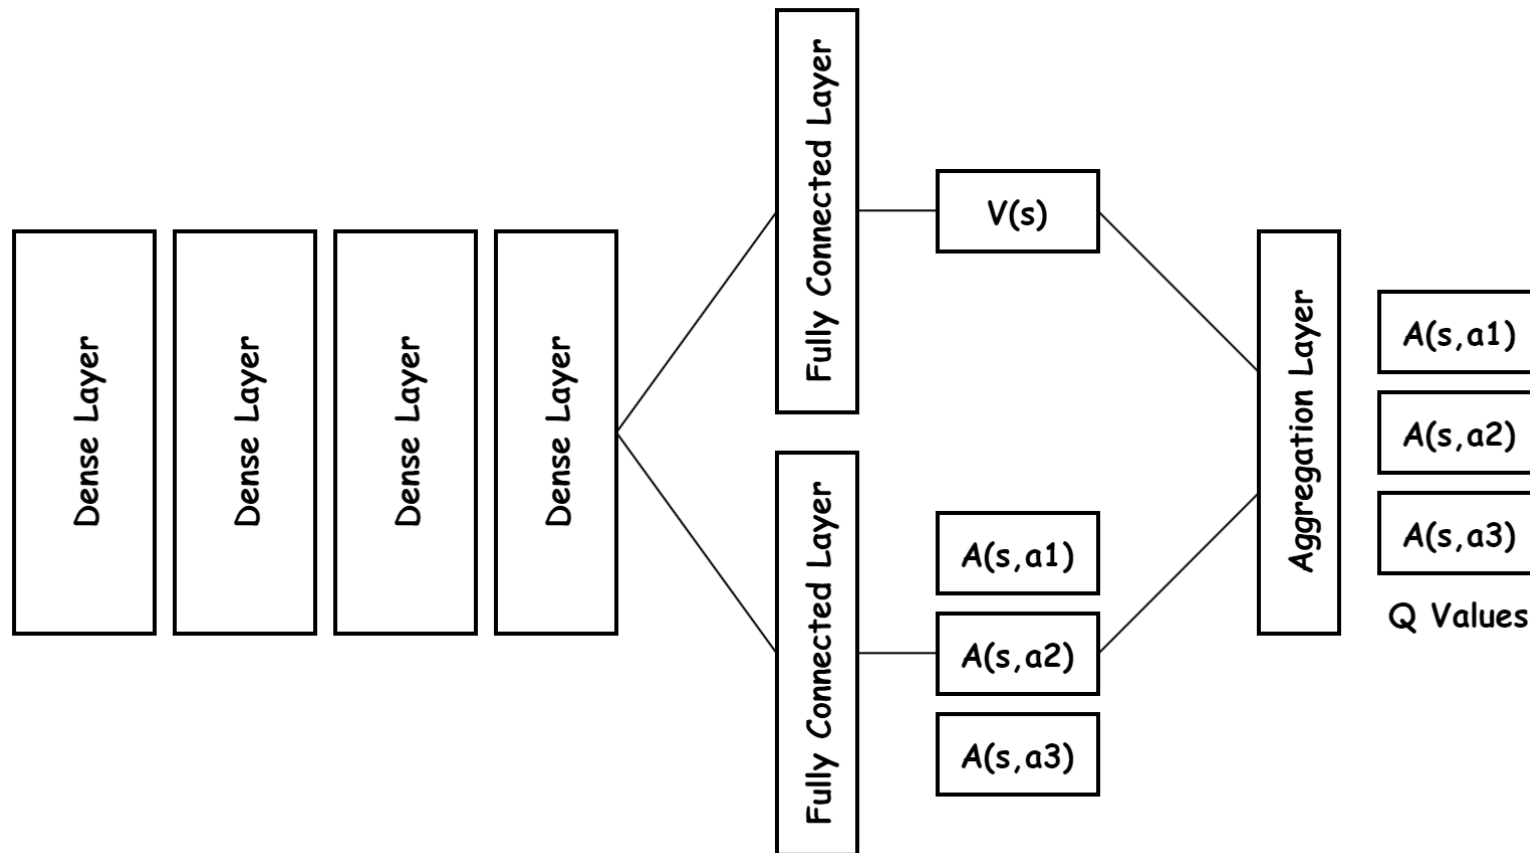 Dense Layer
Dense Layer
Dense Layer
Dense Layer
Fully Connected Layer
V(s)
Fully Connected Layer
A(s,a1)
A(s,a2)
A(s,a3)
Aggregation Layer
A(s,a1)
A(s,a2)
A(s,a3)
Q Values